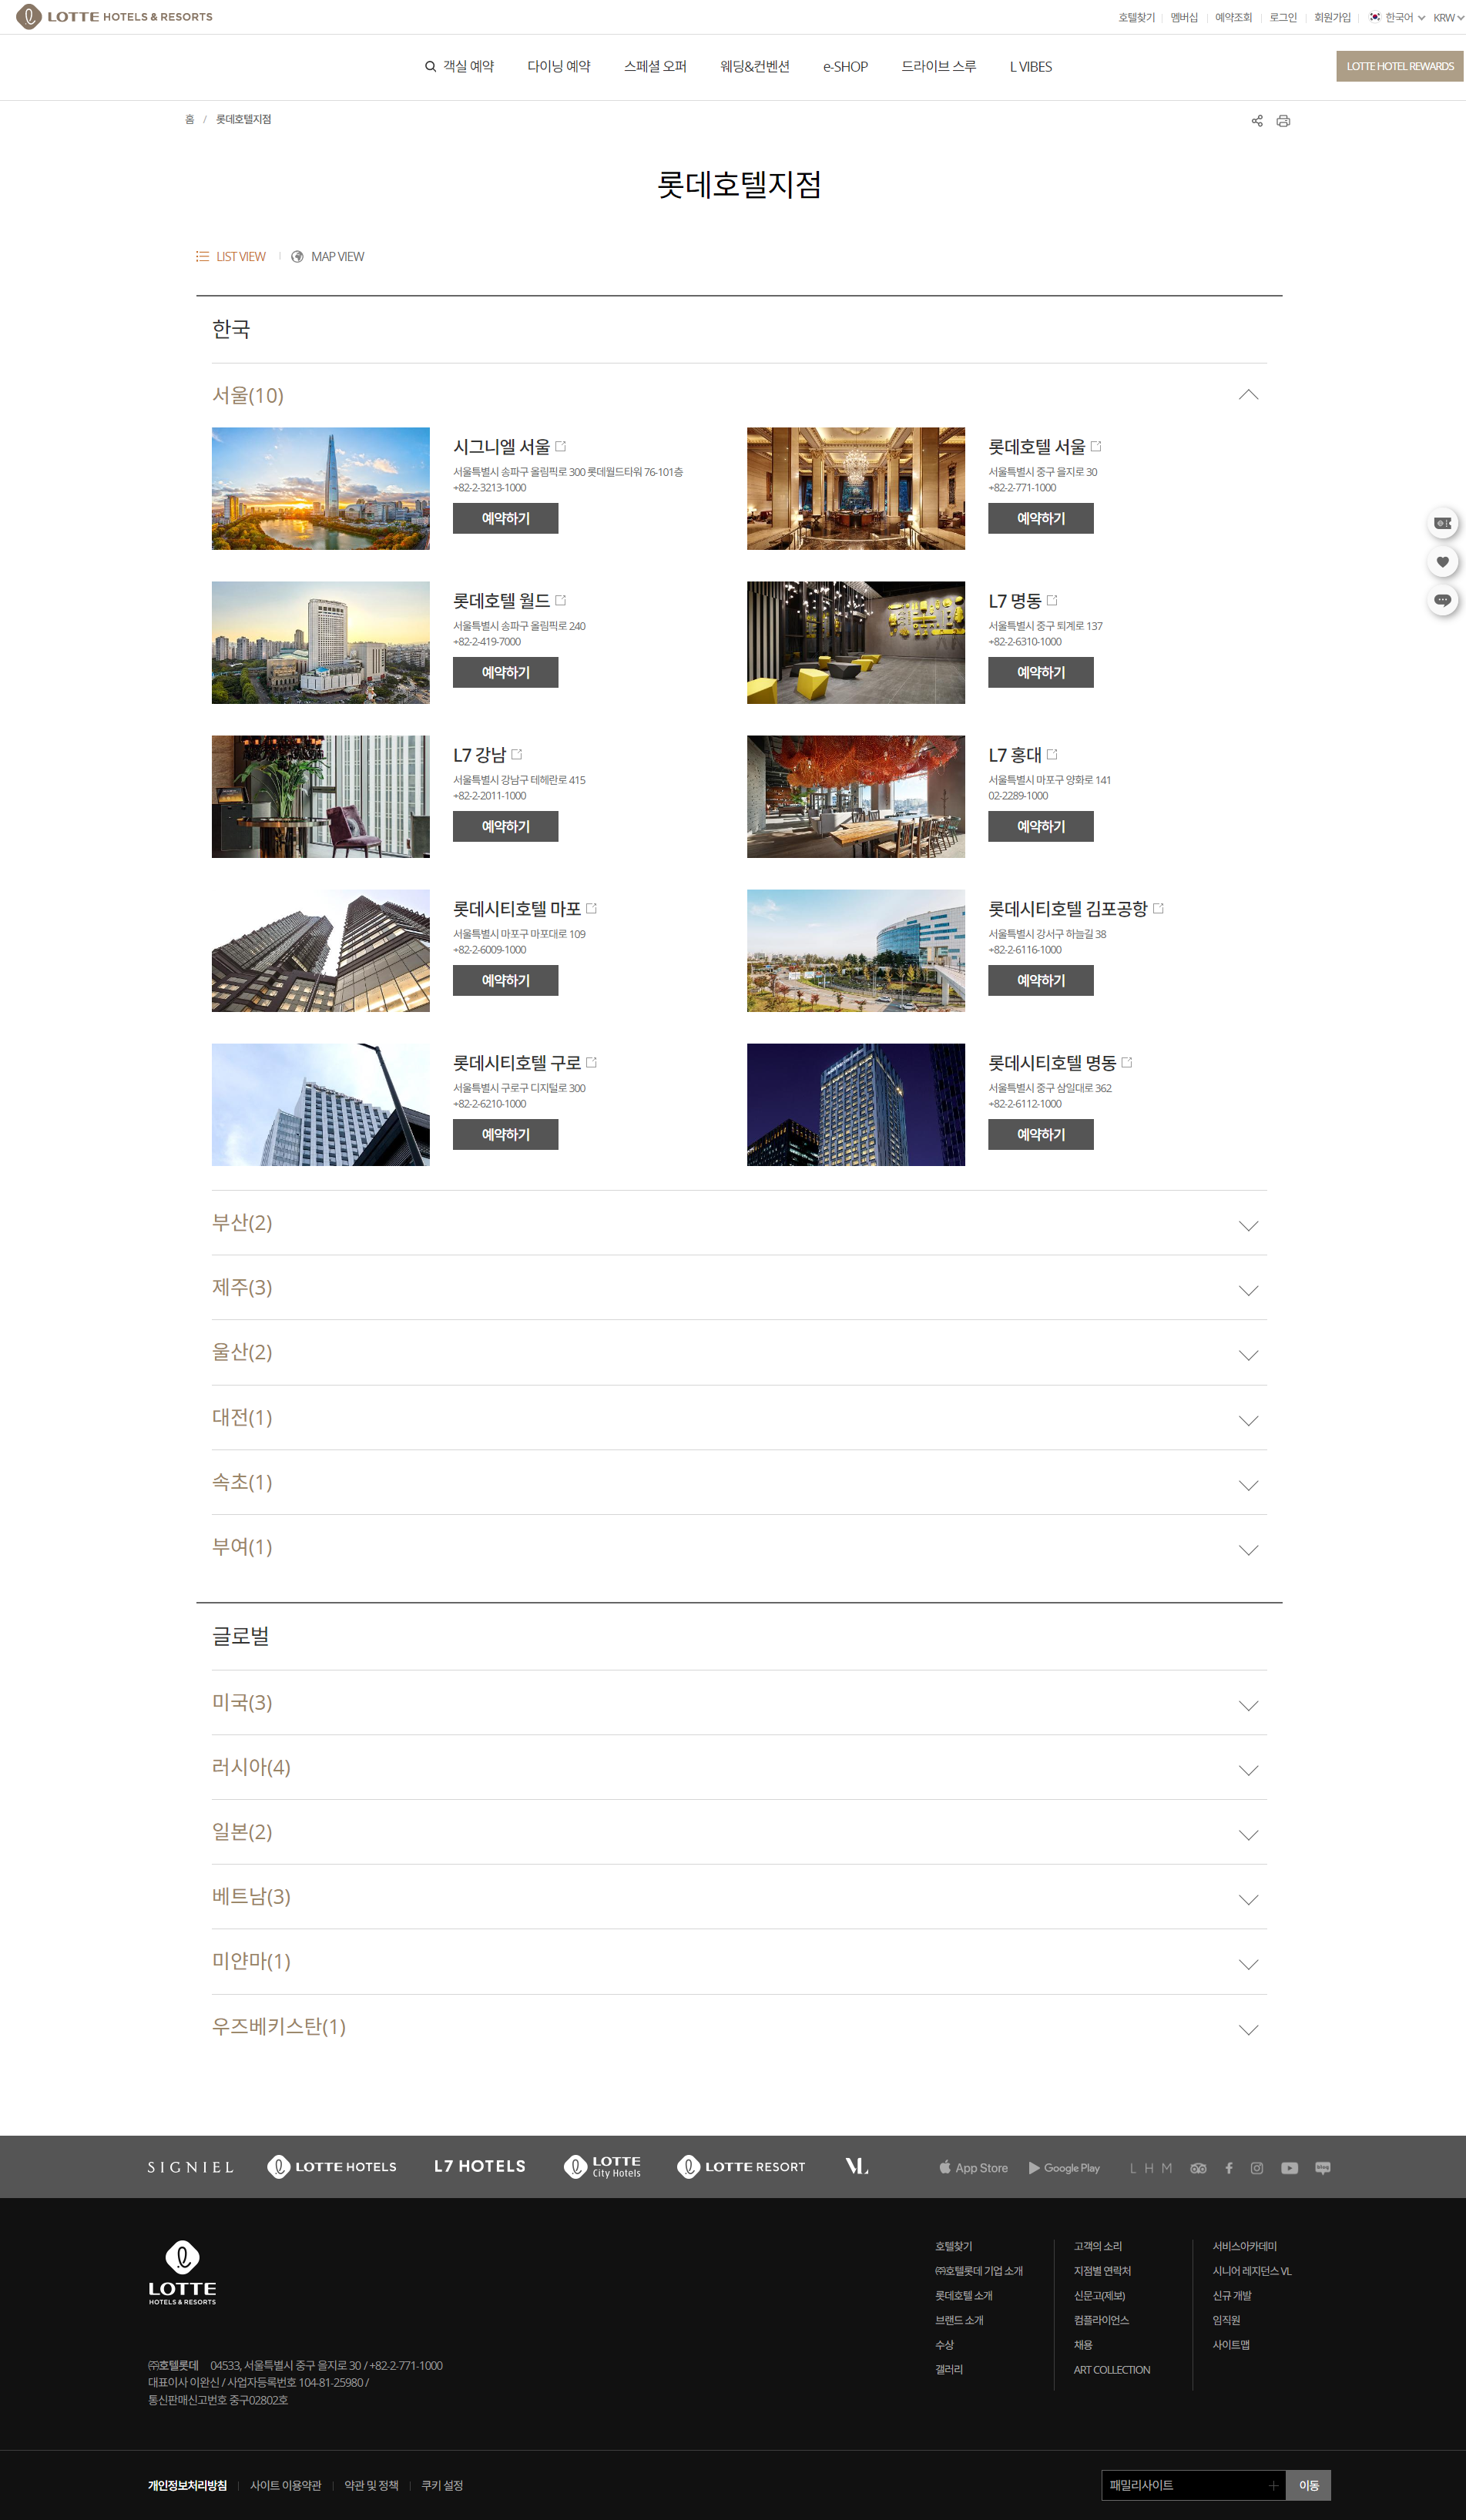 LOTTE HOTELS & RESORTS
호텔찾기
멤버십
예약조회
로그인
회원가입
한국어
KRW
객실 예약
다이닝 예약
스페셜 오퍼
웨딩&컨벤션
e-SHOP
드라이브 스루
L VIBES
LOTTE HOTEL REWARDS
홈 / 롯데호텔지점
롯데호텔지점
LIST VIEW
MAP VIEW
한국
서울(10)
시그니엘 서울
서울특별시 송파구 올림픽로 300 롯데월드타워 76-101층
+82-2-3213-1000
예약하기
롯데호텔 서울
서울특별시 중구 을지로 30
+82-2-771-1000
예약하기
롯데호텔 월드
서울특별시 송파구 올림픽로 240
+82-2-419-7000
예약하기
L7 명동
서울특별시 중구 퇴계로 137
+82-2-6310-1000
예약하기
L7 강남
서울특별시 강남구 테헤란로 415
+82-2-2011-1000
예약하기
L7 홍대
서울특별시 마포구 양화로 141
02-2289-1000
예약하기
롯데시티호텔 마포
서울특별시 마포구 마포대로 109
+82-2-6009-1000
예약하기
롯데시티호텔 김포공항
서울특별시 강서구 하늘길 38
+82-2-6116-1000
예약하기
롯데시티호텔 구로
서울특별시 구로구 디지털로 300
+82-2-6210-1000
예약하기
롯데시티호텔 명동
서울특별시 중구 삼일대로 362
+82-2-6112-1000
예약하기
부산(2)
제주(3)
울산(2)
대전(1)
속초(1)
부여(1)
글로벌
미국(3)
러시아(4)
일본(2)
베트남(3)
미얀마(1)
우즈베키스탄(1)
SIGNIEL
LOTTE HOTELS
L7 HOTELS
LOTTE
City Hotels
LOTTE RESORT
VL
App Store
Google Play
L H M
blog
LOTTE
HOTELS & RESORTS
호텔찾기
㈜호텔롯데 기업 소개
롯데호텔 소개
브랜드 소개
수상
갤러리
고객의 소리
지점별 연락처
신문고(제보)
컴플라이언스
채용
ART COLLECTION
서비스아카데미
시니어 레지던스 VL
신규 개발
임직원
사이트맵
㈜호텔롯데 04533, 서울특별시 중구 을지로 30 / +82-2-771-1000
대표이사 이완신 / 사업자등록번호 104-81-25980 /
통신판매신고번호 중구02802호
개인정보처리방침
사이트 이용약관
약관 및 정책
쿠키 설정
패밀리사이트
이동